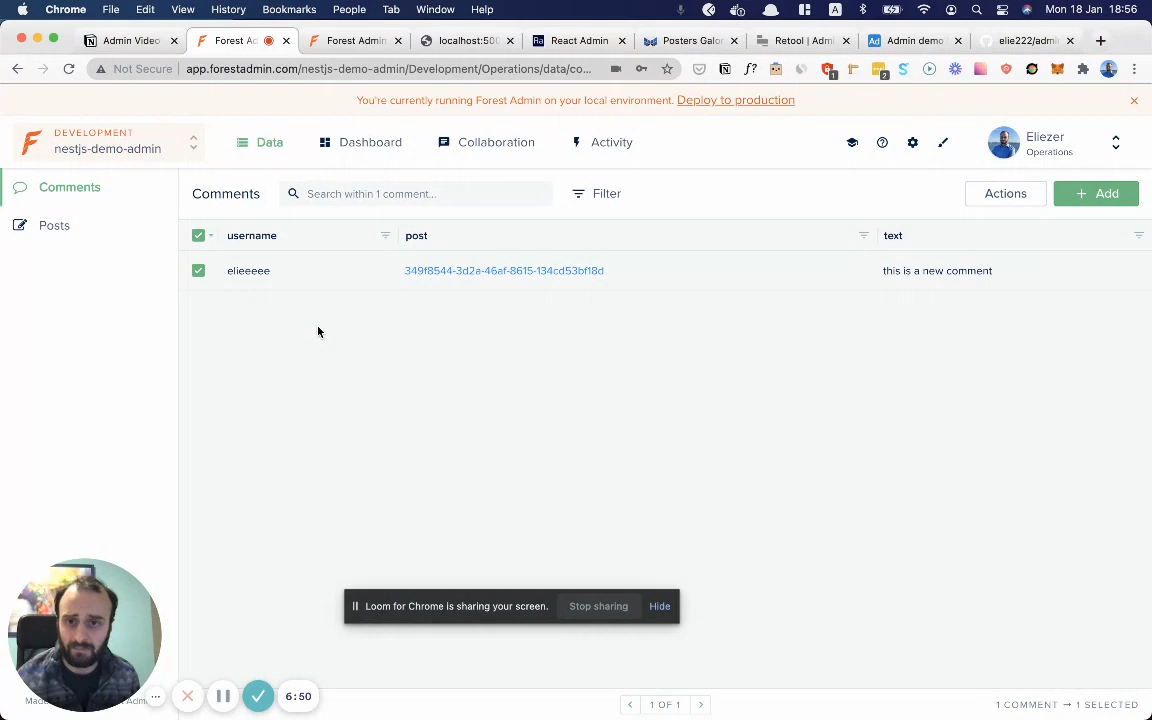 Chrome File Edit View History Bookmarks People Tab Window Help Mon 18 Jan 18:56
Admin Video Forest Ad Forest Admin localhost:500 React Admin Posters Galor Retool | Admi Admin demo elie222/admi
Not Secure app.forestadmin.com/nestjs-demo-admin/Development/Operations/data/co...
You're currently running Forest Admin on your local environment. Deploy to production
DEVELOPMENT
nestjs-demo-admin
Data Dashboard Collaboration Activity
Eliezer
Operations
Comments
Posts
Comments Search within 1 comment... Filter Actions + Add
username post text
elieeeee 349f8544-3d2a-46af-8615-134cd53bf18d this is a new comment
Loom for Chrome is sharing your screen. Stop sharing Hide
6:50
1 OF 1
1 COMMENT → 1 SELECTED